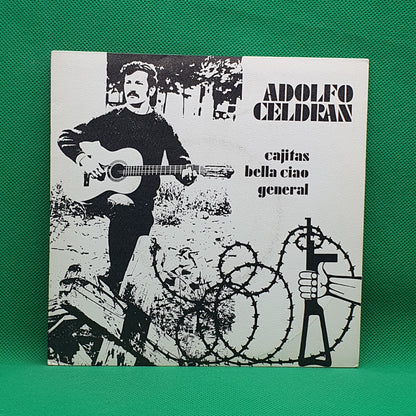 ADOLFO
CELDRAN
cajitas
bella ciao
general